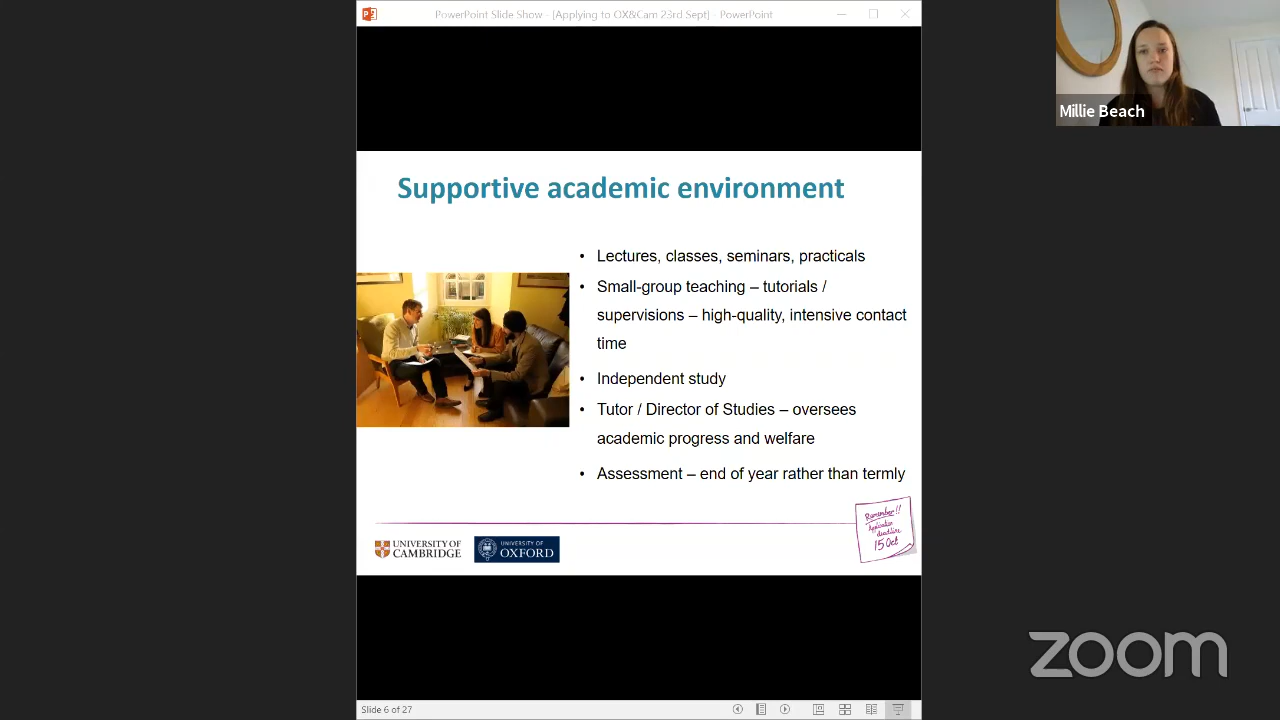 PowerPoint Slide Show - [Applying to OX&Cam 23rd Sept] - PowerPoint
Millie Beach
Supportive academic environment
• Lectures, classes, seminars, practicals
• Small-group teaching – tutorials /
supervisions – high-quality, intensive contact
time
• Independent study
• Tutor / Director of Studies – oversees
academic progress and welfare
• Assessment – end of year rather than termly
Remember!!
Application
deadline
15 Oct
UNIVERSITY OF
CAMBRIDGE
UNIVERSITY OF
OXFORD
zoom
Slide 6 of 27